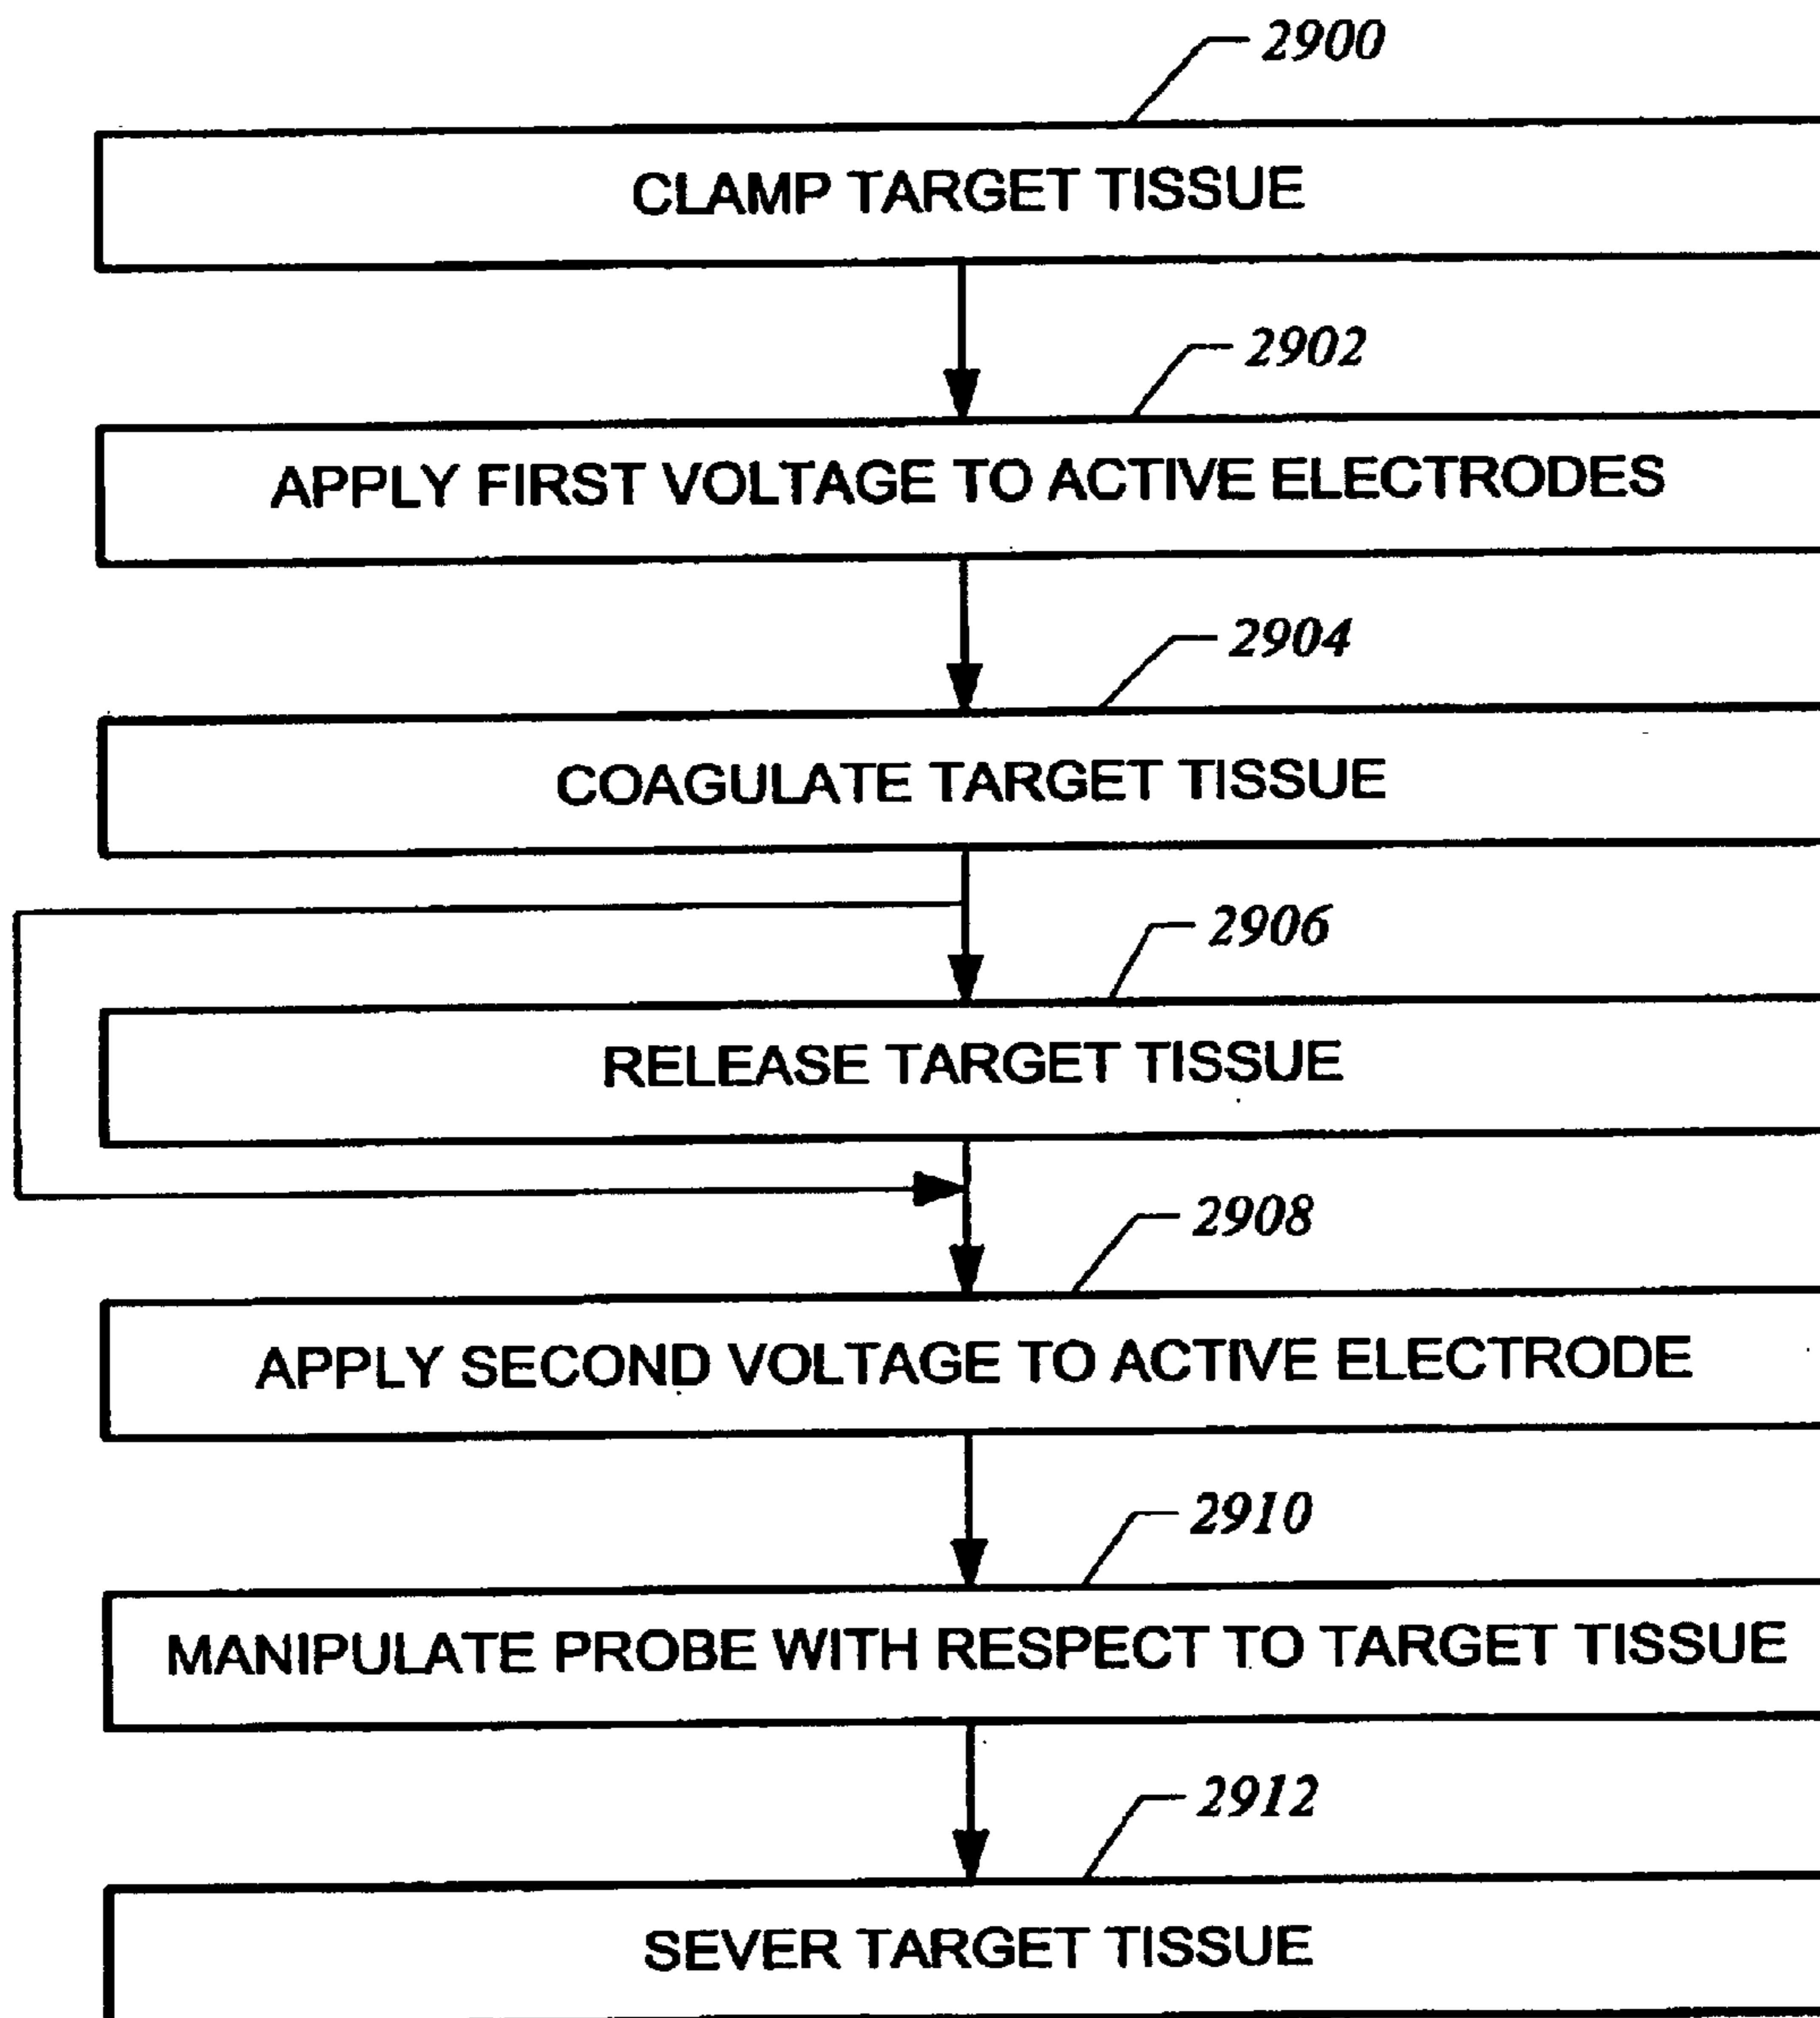 2900
CLAMP TARGET TISSUE
2902
APPLY FIRST VOLTAGE TO ACTIVE ELECTRODES
2904
COAGULATE TARGET TISSUE
2906
RELEASE TARGET TISSUE
2908
APPLY SECOND VOLTAGE TO ACTIVE ELECTRODE
2910
MANIPULATE PROBE WITH RESPECT TO TARGET TISSUE
2912
SEVER TARGET TISSUE